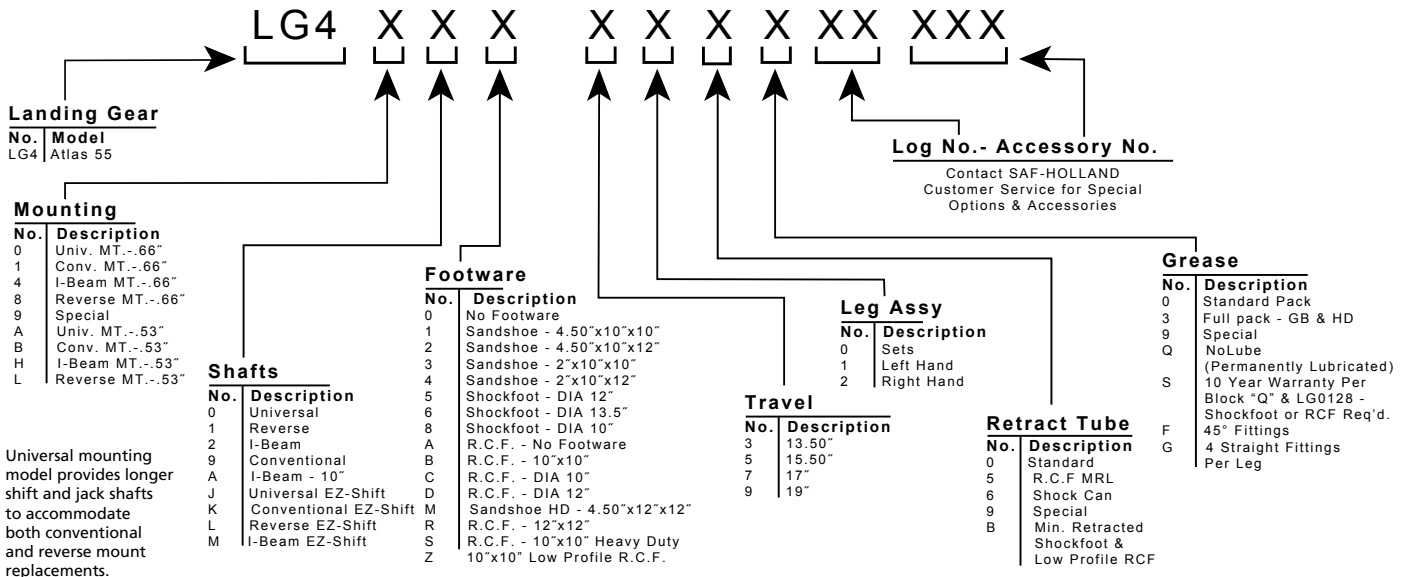 LG4 X X X X X X X XX XXX
Landing Gear
No. Model
LG4 Atlas 55
Log No.- Accessory No.
Contact SAF-HOLLAND
Customer Service for Special
Options & Accessories
Mounting
No. Description
0 Univ. MT.-.66″
1 Conv. MT.-.66″
4 I-Beam MT.-.66″
8 Reverse MT.-.66″
9 Special
A Univ. MT.-.53″
B Conv. MT.-.53″
H I-Beam MT.-.53″
L Reverse MT.-.53″
Universal mounting
model provides longer
shift and jack shafts
to accommodate
both conventional
and reverse mount
replacements.
Shafts
No. Description
0 Universal
1 Reverse
2 I-Beam
9 Conventional
A I-Beam - 10″
J Universal EZ-Shift
K Conventional EZ-Shift
L Reverse EZ-Shift
M I-Beam EZ-Shift
Footware
No. Description
0 No Footware
1 Sandshoe - 4.50″x10″x10″
2 Sandshoe - 4.50″x10″x12″
3 Sandshoe - 2″x10″x10″
4 Sandshoe - 2″x10″x12″
5 Shockfoot - DIA 12″
6 Shockfoot - DIA 13.5″
8 Shockfoot - DIA 10″
A R.C.F. - No Footware
B R.C.F. - 10″x10″
C R.C.F. - DIA 10″
D R.C.F. - DIA 12″
M Sandshoe HD - 4.50″x12″x12″
R R.C.F. - 12″x12″
S R.C.F. - 10″x10″ Heavy Duty
Z 10″x10" Low Profile R.C.F.
Travel
No. Description
3 13.50″
5 15.50″
7 17″
9 19″
Leg Assy
No. Description
0 Sets
1 Left Hand
2 Right Hand
Retract Tube
No. Description
0 Standard
5 R.C.F MRL
6 Shock Can
9 Special
B Min. Retracted
Shockfoot &
Low Profile RCF
Grease
No. Description
0 Standard Pack
3 Full pack - GB & HD
9 Special
Q NoLube
(Permanently Lubricated)
S 10 Year Warranty Per
Block “Q” & LG0128 -
Shockfoot or RCF Req’d.
F 45° Fittings
G 4 Straight Fittings
Per Leg